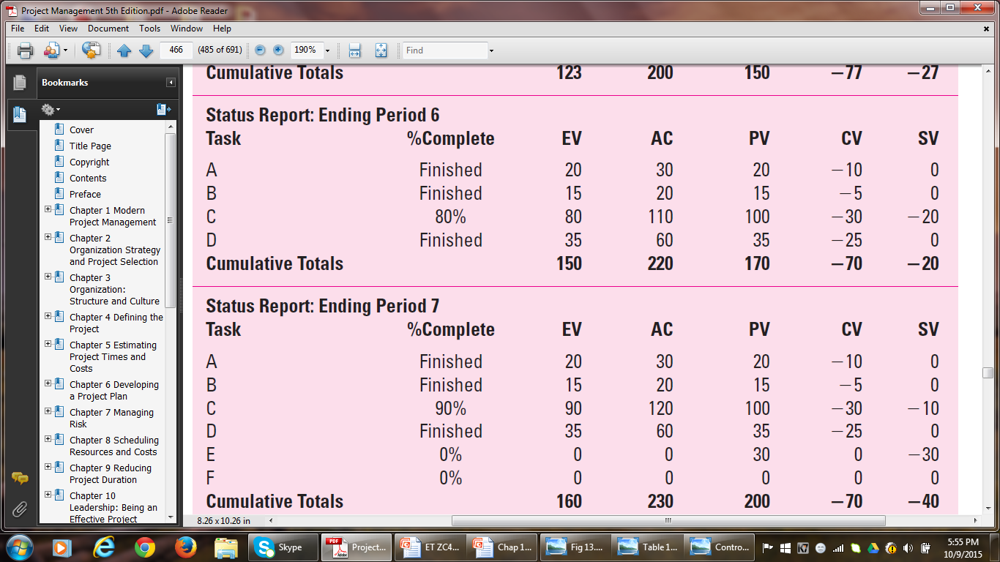 Project Management 5th Edition.pdf - Adobe Reader
File Edit View Document Tools Window Help
466 (485 of 691) 190% Find
Bookmarks
Cover
Title Page
Copyright
Contents
Preface
Chapter 1 Modern
Project Management
Chapter 2
Organization Strategy
and Project Selection
Chapter 3
Organization:
Structure and Culture
Chapter 4 Defining the
Project
Chapter 5 Estimating
Project Times and
Costs
Chapter 6 Developing
a Project Plan
Chapter 7 Managing
Risk
Chapter 8 Scheduling
Resources and Costs
Chapter 9 Reducing
Project Duration
Chapter 10
Leadership: Being an
Effective Project
Cumulative Totals 123 200 150 −77 −27
Status Report: Ending Period 6
Task %Complete EV AC PV CV SV
A Finished 20 30 20 −10 0
B Finished 15 20 15 −5 0
C 80% 80 110 100 −30 −20
D Finished 35 60 35 −25 0
Cumulative Totals 150 220 170 −70 −20
Status Report: Ending Period 7
Task %Complete EV AC PV CV SV
A Finished 20 30 20 −10 0
B Finished 15 20 15 −5 0
C 90% 90 120 100 −30 −10
D Finished 35 60 35 −25 0
E 0% 0 0 30 0 −30
F 0% 0 0 0 0 0
Cumulative Totals 160 230 200 −70 −40
8.26 x 10.26 in
Skype Project... ET ZC4... Chap 1... Fig 13.... Table 1... Contro...
5:55 PM
10/9/2015